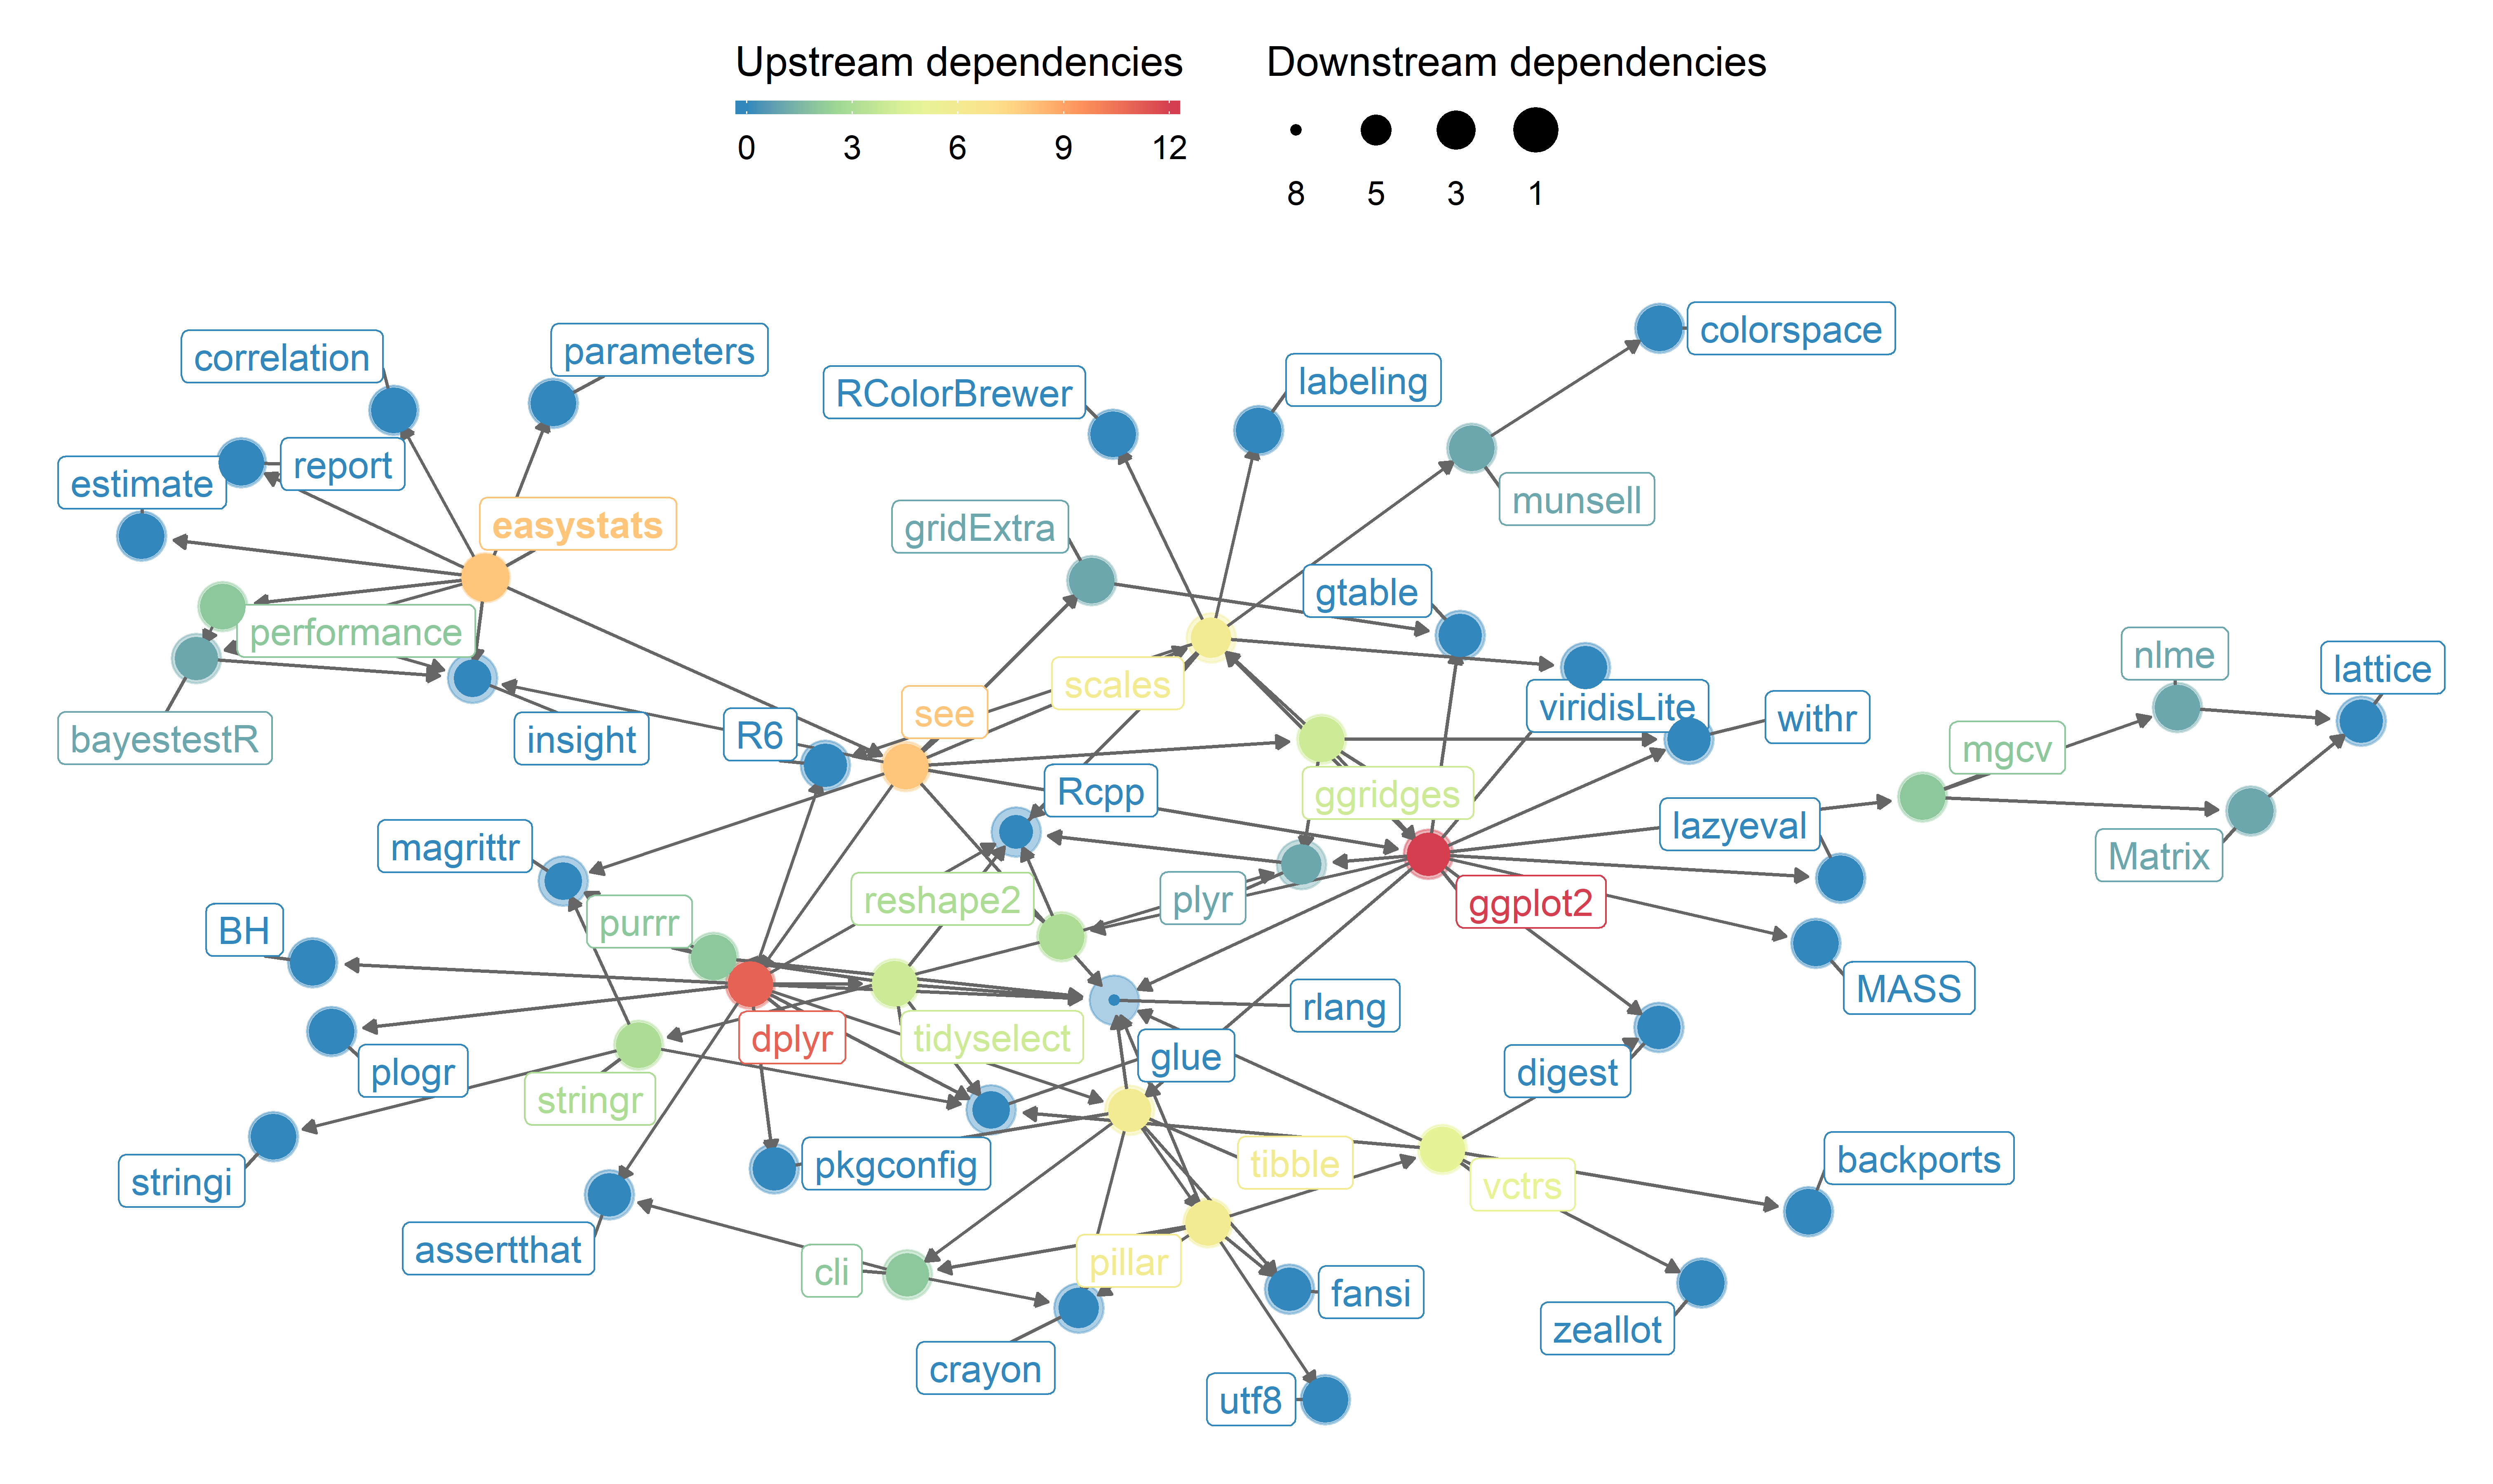 Upstream dependencies
0 3 6 9 12
Downstream dependencies
8 5 3 1
colorspace
correlation
parameters
RColorBrewer
labeling
report
estimate
munsell
easystats
gridExtra
gtable
performance
nlme
lattice
scales
see
viridisLite
withr
bayestestR
insight
R6
mgcv
Rcpp
ggridges
lazyeval
magrittr
Matrix
reshape2
plyr
ggplot2
purrr
BH
MASS
rlang
dplyr
tidyselect
glue
plogr
digest
stringr
pkgconfig
tibble
backports
stringi
vctrs
assertthat
cli
pillar
fansi
zeallot
crayon
utf8